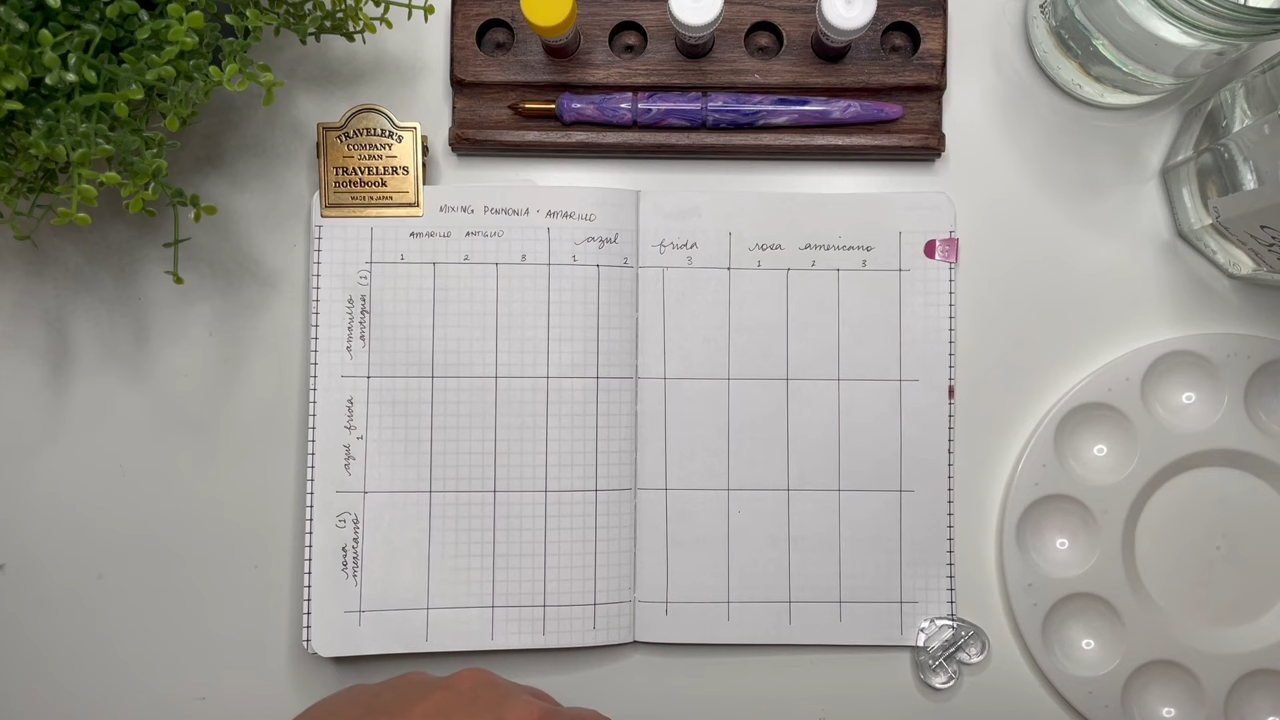 TRAVELER'S
COMPANY
JAPAN
TRAVELER'S
notebook
MADE IN JAPAN
MIXING PENNONIA · AMARILLO
AMARILLO ANTIGUO
azul frida
rosa americano
1 2 3 1 2 3 1 2 3
amarillo
antiguo (1)
azul frida
1
rosa (1)
mexicano